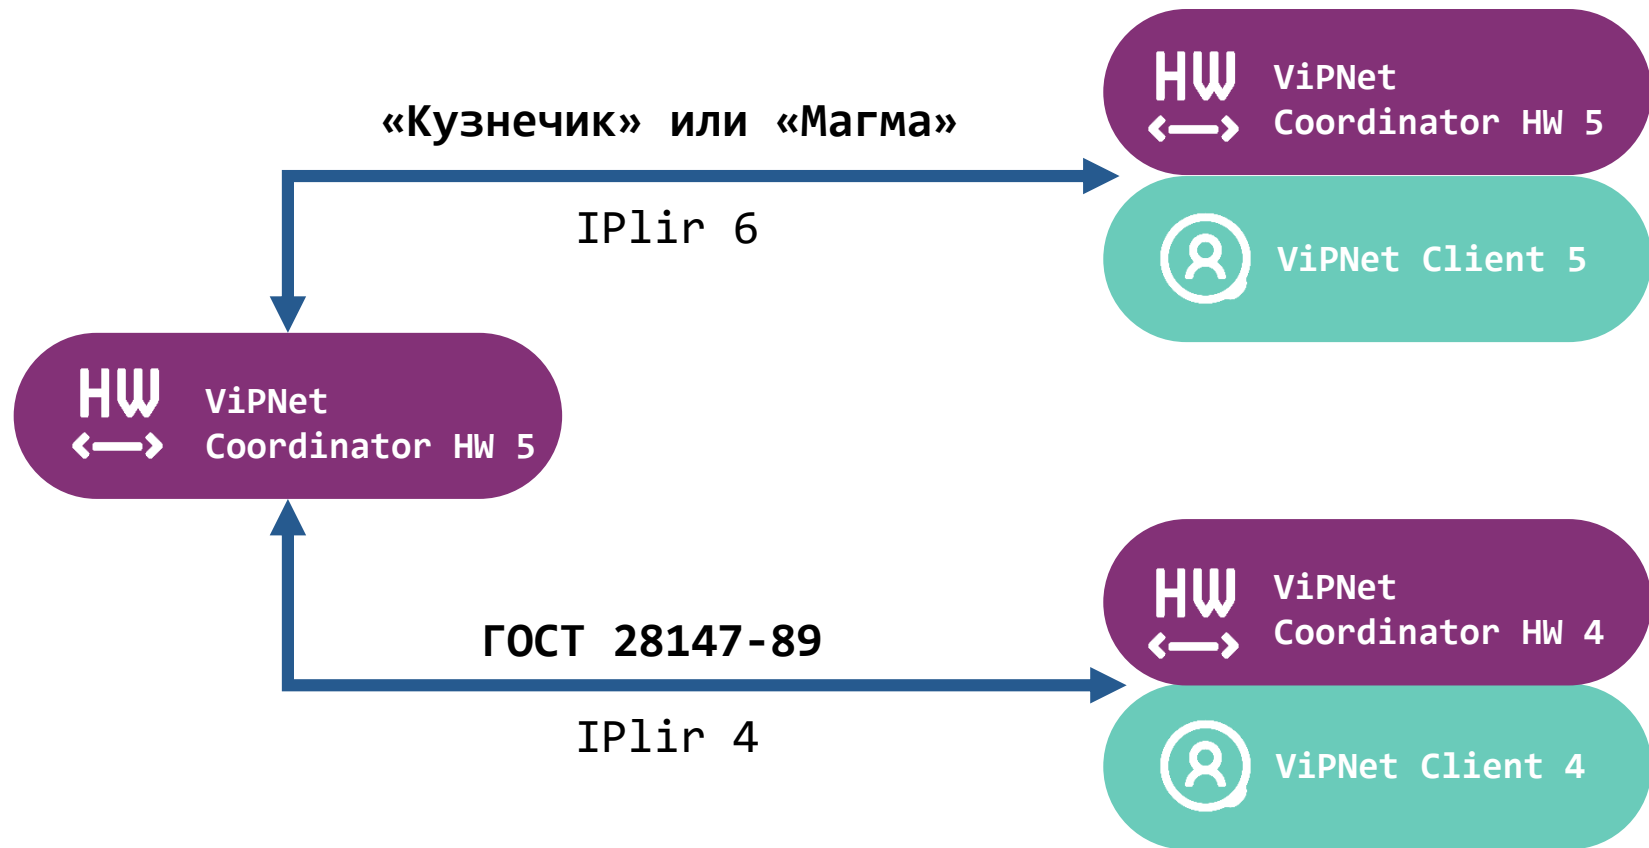 «Кузнечик» или «Магма»
IPlir 6
HW
ViPNet
Coordinator HW 5
ViPNet Client 5
HW
ViPNet
Coordinator HW 5
ГОСТ 28147-89
IPlir 4
HW
ViPNet
Coordinator HW 4
ViPNet Client 4